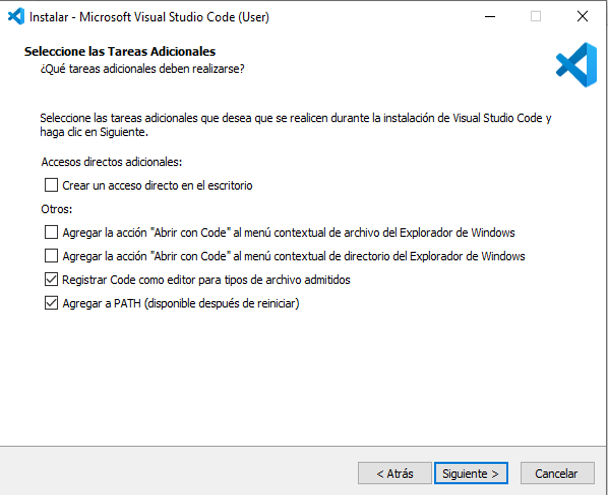 Instalar - Microsoft Visual Studio Code (User)
Seleccione las Tareas Adicionales
¿Qué tareas adicionales deben realizarse?
Seleccione las tareas adicionales que desea que se realicen durante la instalación de Visual Studio Code y
haga clic en Siguiente.
Accesos directos adicionales:
Crear un acceso directo en el escritorio
Otros:
Agregar la acción "Abrir con Code" al menú contextual de archivo del Explorador de Windows
Agregar la acción "Abrir con Code" al menú contextual de directorio del Explorador de Windows
Registrar Code como editor para tipos de archivo admitidos
Agregar a PATH (disponible después de reiniciar)
< Atrás Siguiente > Cancelar